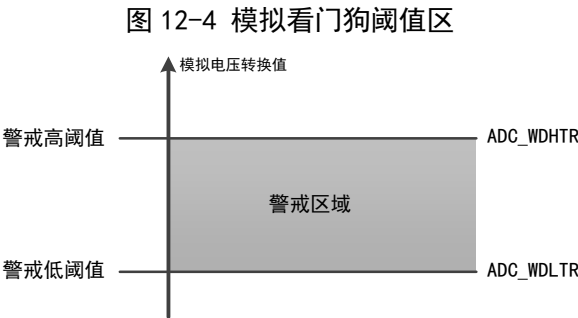 图 12-4 模拟看门狗阈值区
模拟电压转换值
警戒高阈值
ADC_WDHTR
警戒区域
警戒低阈值
ADC_WDLTR